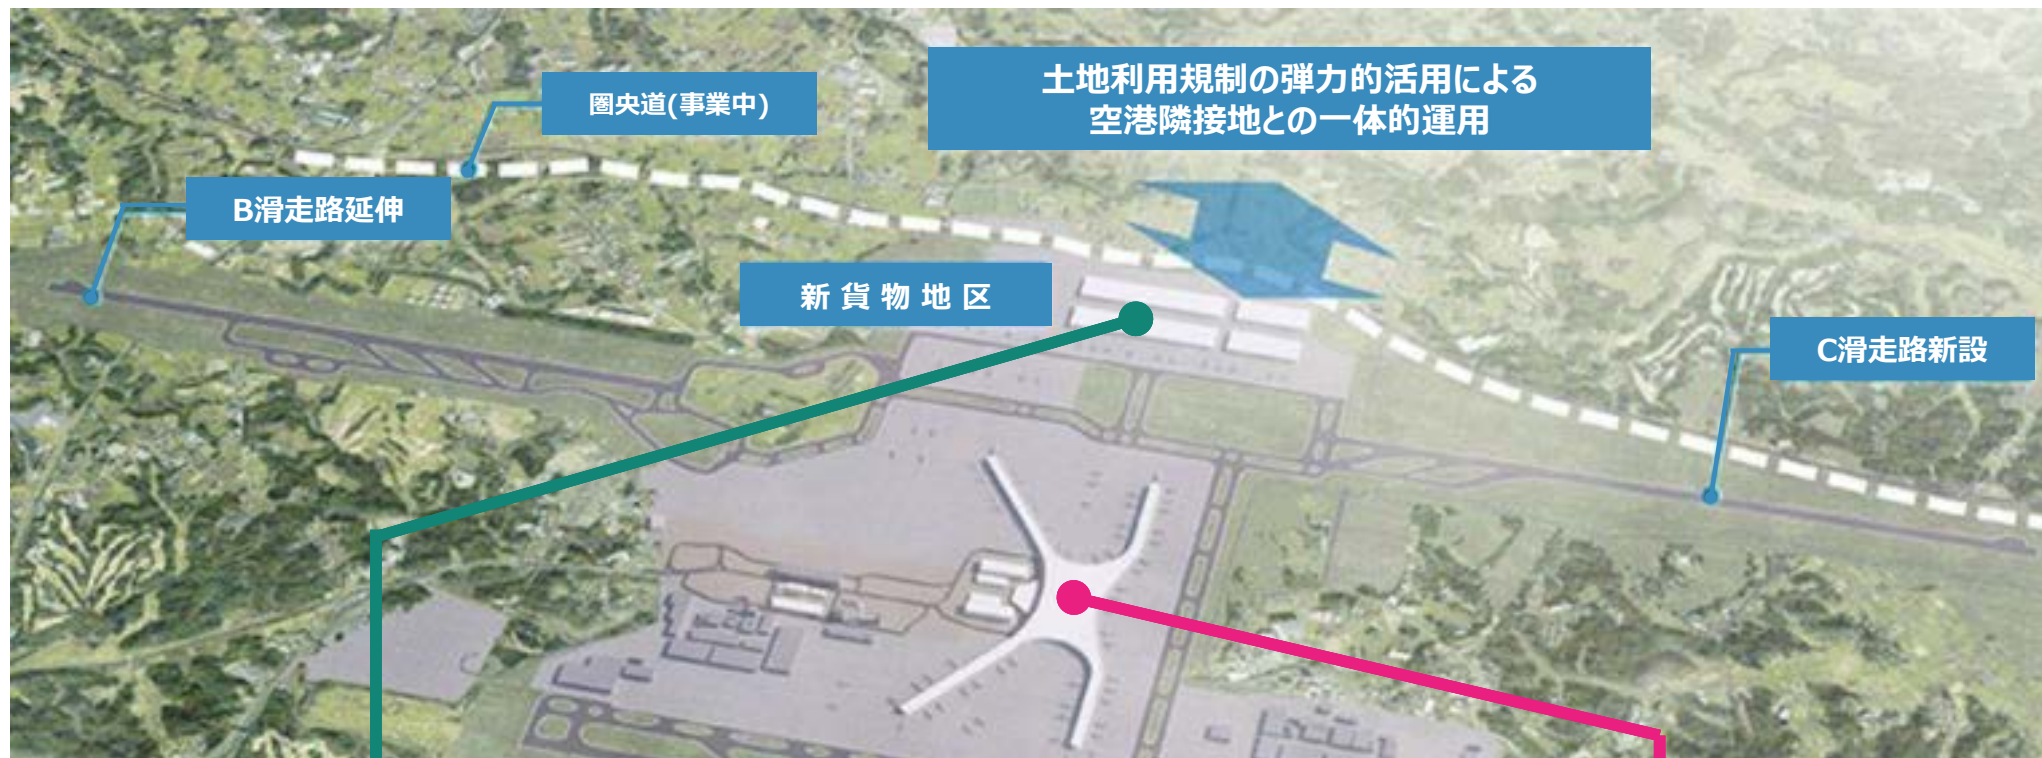 土地利用規制の弾力的活用による
空港隣接地との一体的運用
圏央道(事業中)
B滑走路延伸
新貨物地区
C滑走路新設